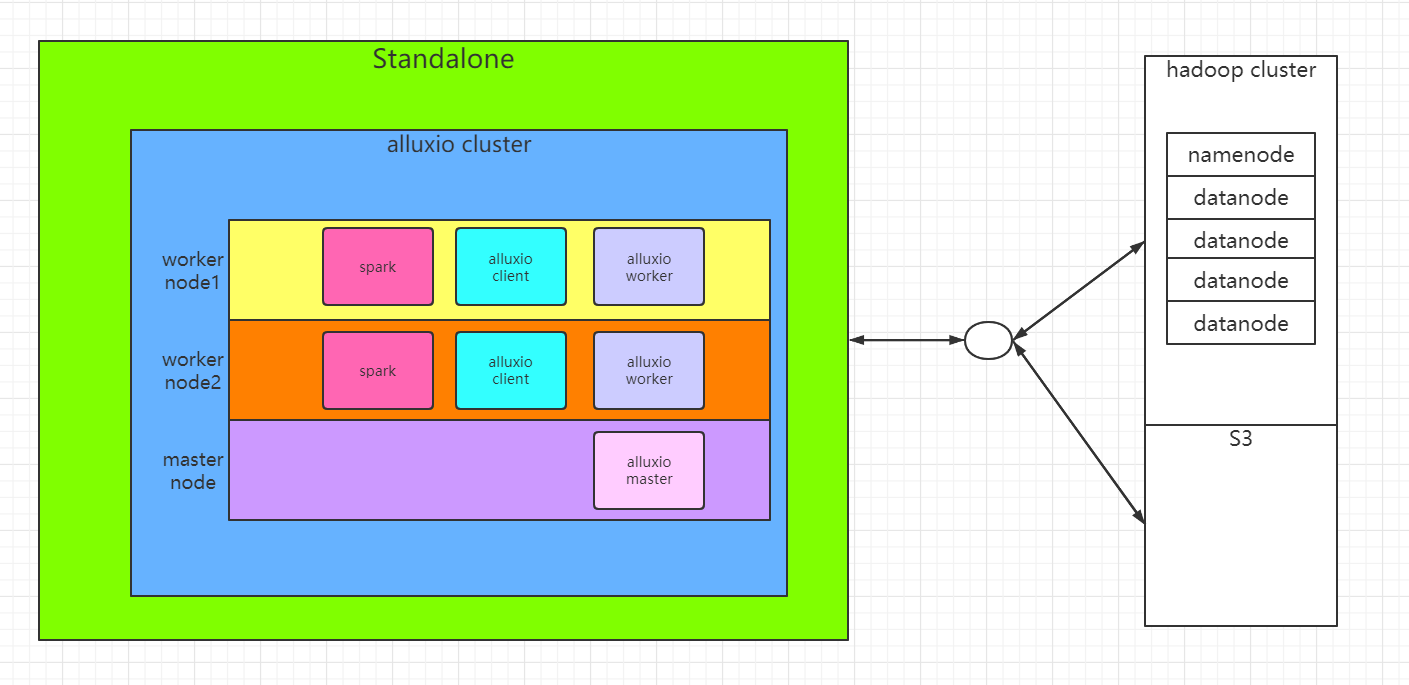 Standalone
alluxio cluster
worker
node1
spark
alluxio
client
alluxio
worker
worker
node2
spark
alluxio
client
alluxio
worker
master
node
alluxio
master
hadoop cluster
namenode
datanode
datanode
datanode
datanode
S3